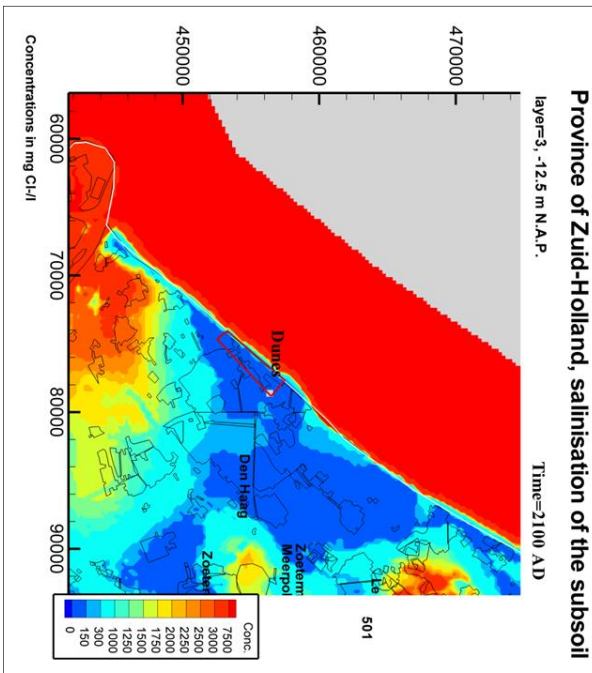 Province of Zuid-Holland, salinisation of the subsoil
layer=3, -12.5 m N.A.P.
Time=2100 AD
470000
460000
450000
60000
70000
80000
90000
Concentrations in mg Cl-/l
Dunes
Den Haag
Zoeterm
Meerpol
Zoeter
Le
501
Conc.
7500
3000
2500
2000
1750
1500
1250
1000
300
150
0